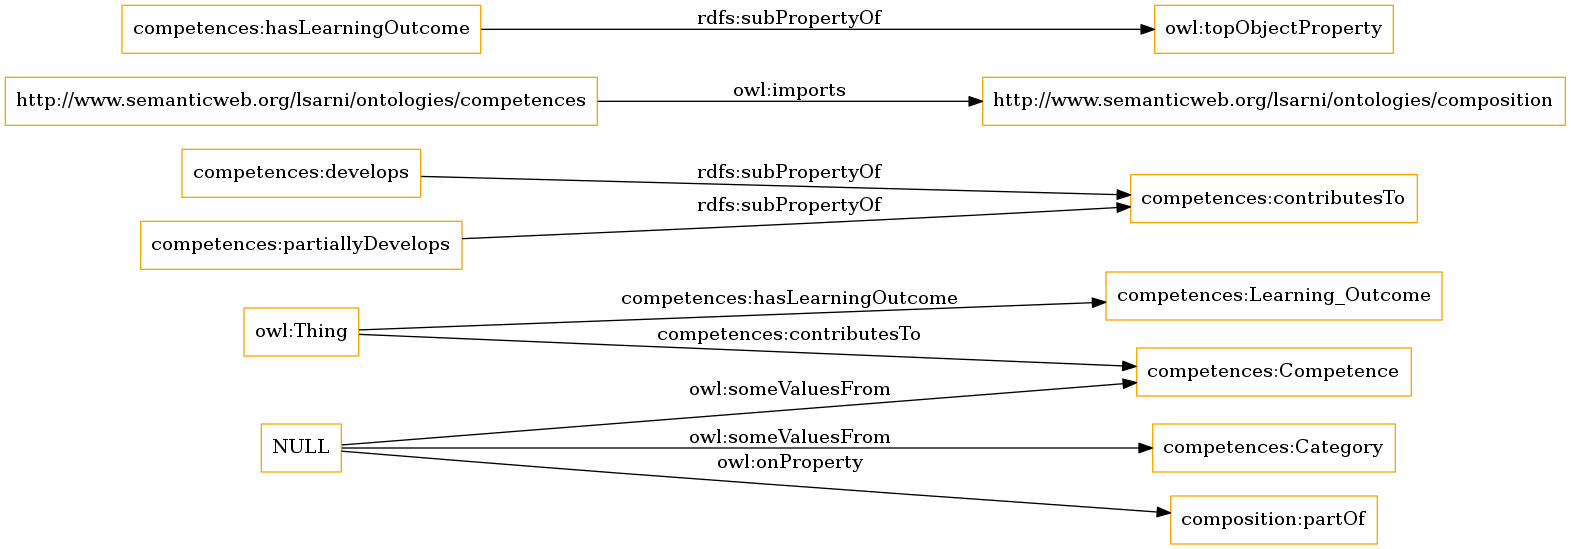 competences:hasLearningOutcome
rdfs:subPropertyOf
owl:topObjectProperty
http://www.semanticweb.org/lsarni/ontologies/competences
owl:imports
http://www.semanticweb.org/lsarni/ontologies/composition
competences:develops
rdfs:subPropertyOf
competences:contributesTo
competences:partiallyDevelops
rdfs:subPropertyOf
owl:Thing
competences:hasLearningOutcome
competences:Learning_Outcome
competences:contributesTo
competences:Competence
NULL
owl:someValuesFrom
owl:someValuesFrom
competences:Category
owl:onProperty
composition:partOf